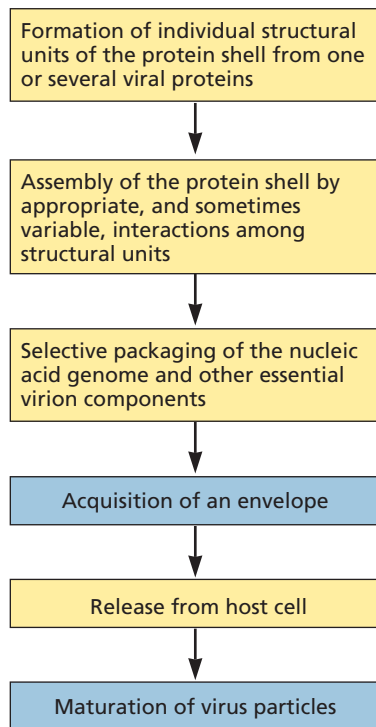 Formation of individual structural
units of the protein shell from one
or several viral proteins
Assembly of the protein shell by
appropriate, and sometimes
variable, interactions among
structural units
Selective packaging of the nucleic
acid genome and other essential
virion components
Acquisition of an envelope
Release from host cell
Maturation of virus particles